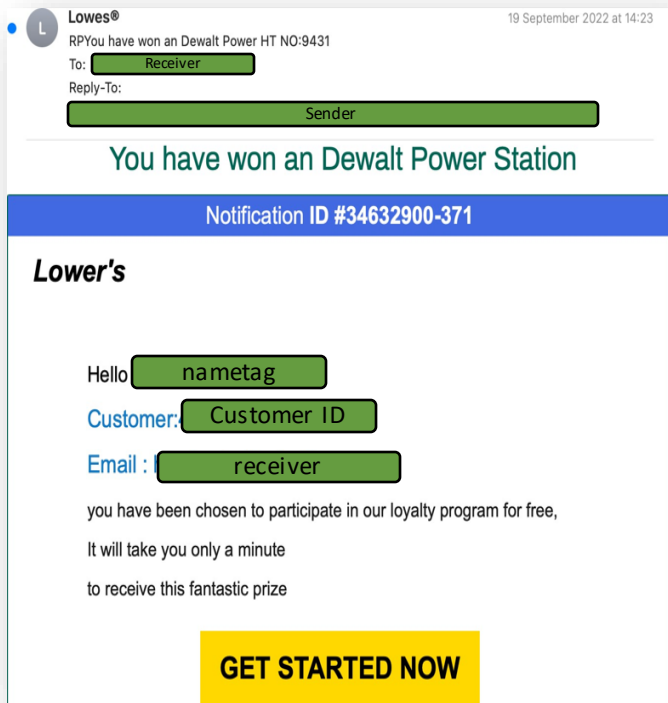 L
Lowes®
19 September 2022 at 14:23
RPYou have won an Dewalt Power HT NO:9431
To: Receiver
Reply-To:
Sender
You have won an Dewalt Power Station
Notification ID #34632900-371
Lower's
Hello nametag
Customer: Customer ID
Email : receiver
you have been chosen to participate in our loyalty program for free,
It will take you only a minute
to receive this fantastic prize
GET STARTED NOW